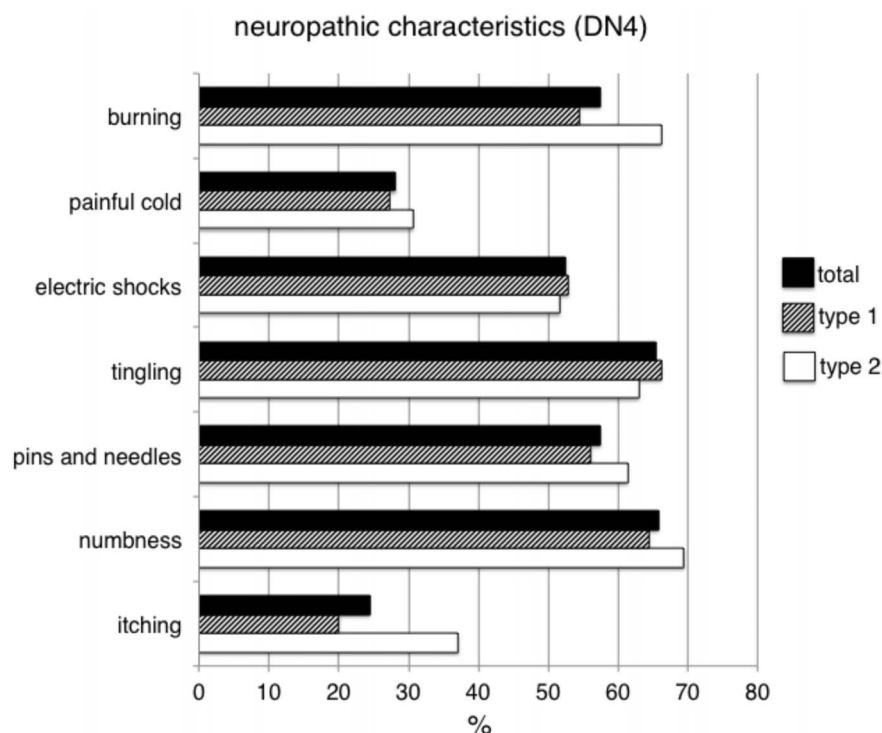 neuropathic characteristics (DN4)
burning
painful cold
electric shocks
tingling
pins and needles
numbness
itching
total
type 1
type 2
0 10 20 30 40 50 60 70 80
%